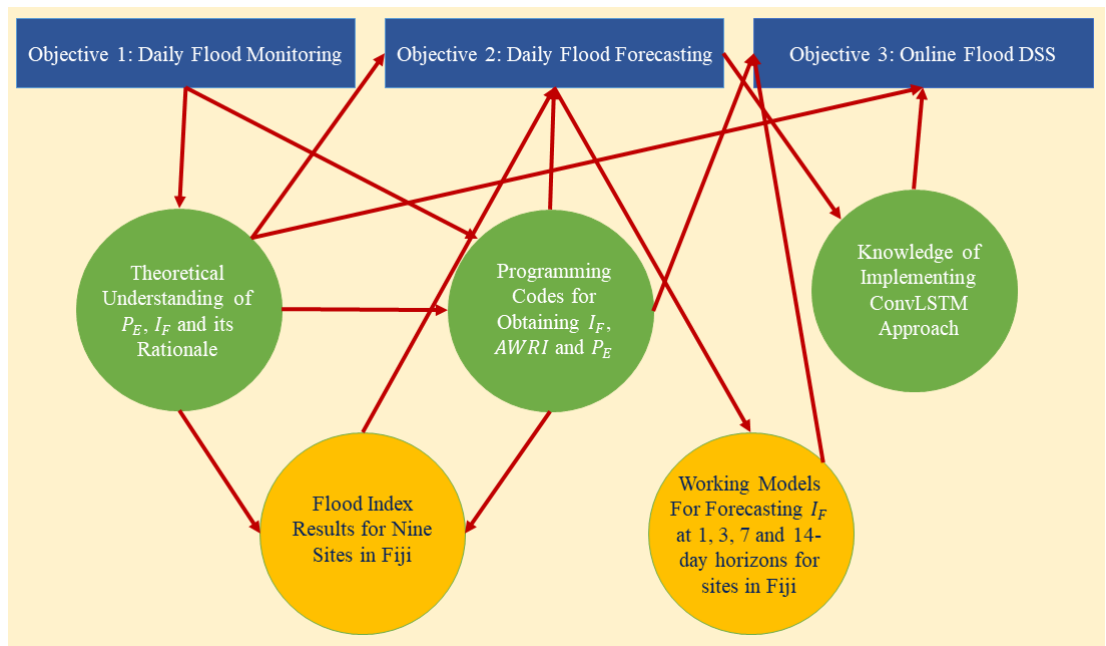 Objective 1: Daily Flood Monitoring
Objective 2: Daily Flood Forecasting
Objective 3: Online Flood DSS
Theoretical
Understanding of
P_E, I_F and its
Rationale
Programming
Codes for
Obtaining I_F,
AWRI and P_E
Knowledge of
Implementing
ConvLSTM
Approach
Flood Index
Results for Nine
Sites in Fiji
Working Models
For Forecasting I_F
at 1, 3, 7 and 14-
day horizons for
sites in Fiji